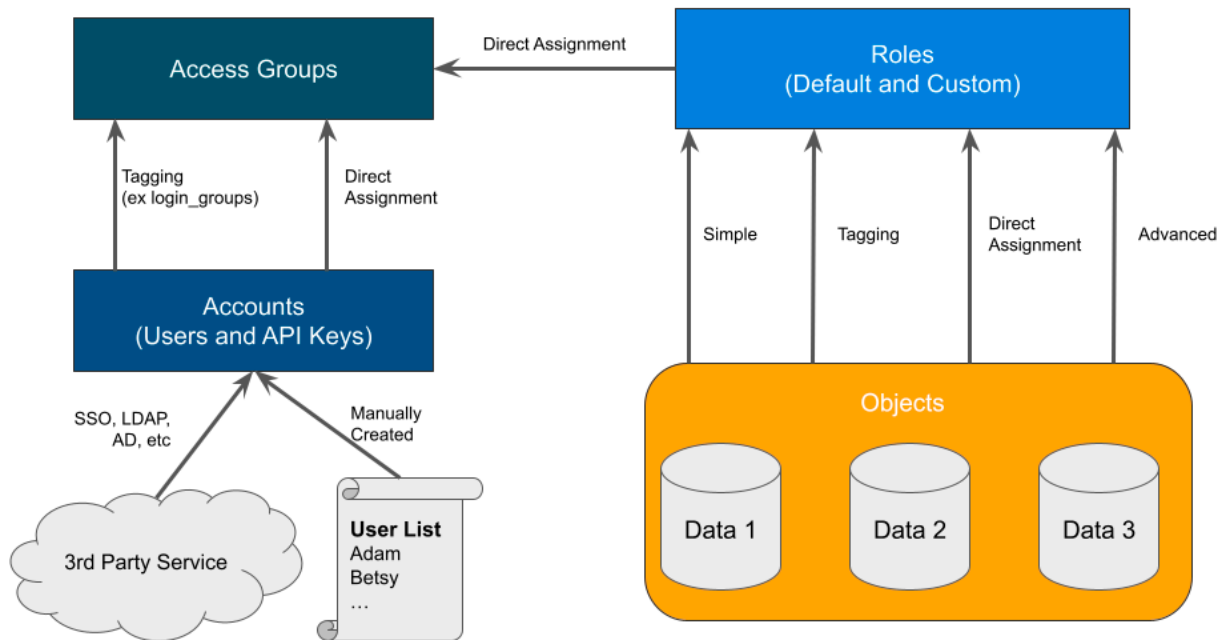 Access Groups
Direct Assignment
Roles
(Default and Custom)
Tagging
(ex login_groups)
Direct
Assignment
Simple
Tagging
Direct
Assignment
Advanced
Accounts
(Users and API Keys)
SSO, LDAP,
AD, etc
Manually
Created
Objects
3rd Party Service
User List
Adam
Betsy
…
Data 1
Data 2
Data 3